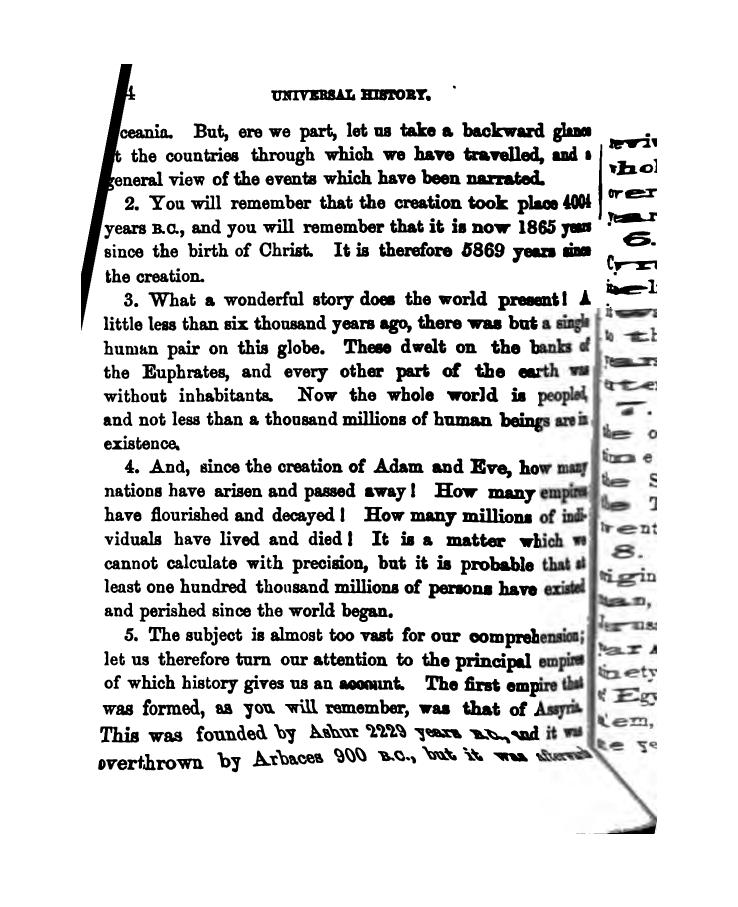 4 UNIVERSAL HISTORY.
ceania. But, ere we part, let us take a backward glance
t the countries through which we have travelled, and a
general view of the events which have been narrated.
2. You will remember that the creation took place 4004
years B.C., and you will remember that it is now 1865 years
since the birth of Christ. It is therefore 5869 years since
the creation.
3. What a wonderful story does the world present! A
little less than six thousand years ago, there was but a single
human pair on this globe. These dwelt on the banks of
the Euphrates, and every other part of the earth was
without inhabitants. Now the whole world is peopled,
and not less than a thousand millions of human beings are in
existence.
4. And, since the creation of Adam and Eve, how many
nations have arisen and passed away! How many empires
have flourished and decayed! How many millions of indi-
viduals have lived and died! It is a matter which we
cannot calculate with precision, but it is probable that at
least one hundred thousand millions of persons have existed
and perished since the world began.
5. The subject is almost too vast for our comprehension;
let us therefore turn our attention to the principal empires
of which history gives us an account. The first empire that
was formed, as you will remember, was that of Assyria.
This was founded by Ashur 2229 years B.C., and it was
overthrown by Arbaces 900 B.C., but it was afterwards
6.
7.
8.